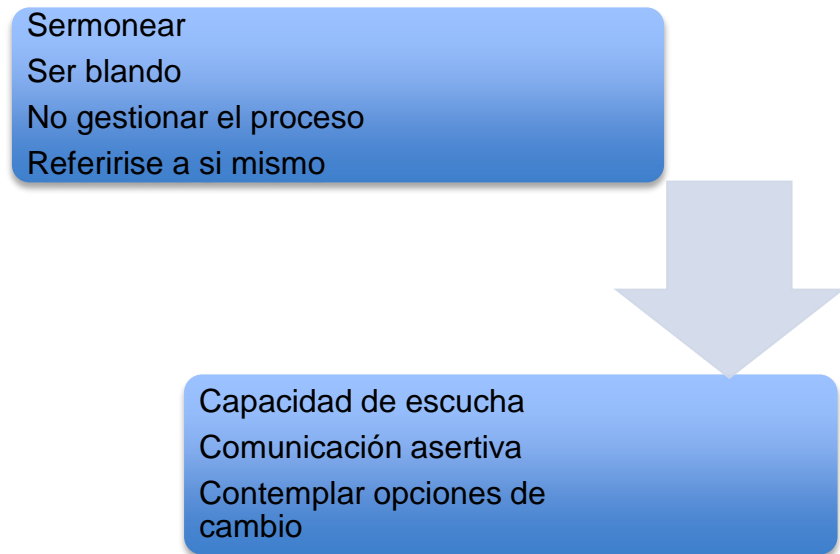 Sermonear
Ser blando
No gestionar el proceso
Referirise a si mismo
Capacidad de escucha
Comunicación asertiva
Contemplar opciones de
cambio